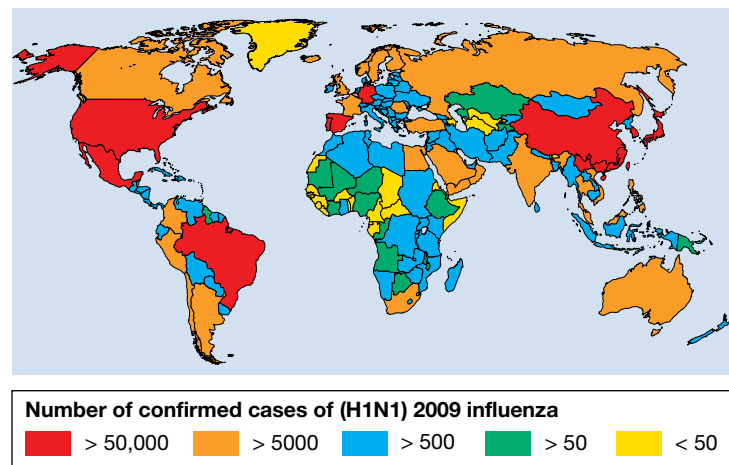 Number of confirmed cases of (H1N1) 2009 influenza
> 50,000 > 5000 > 500 > 50 < 50